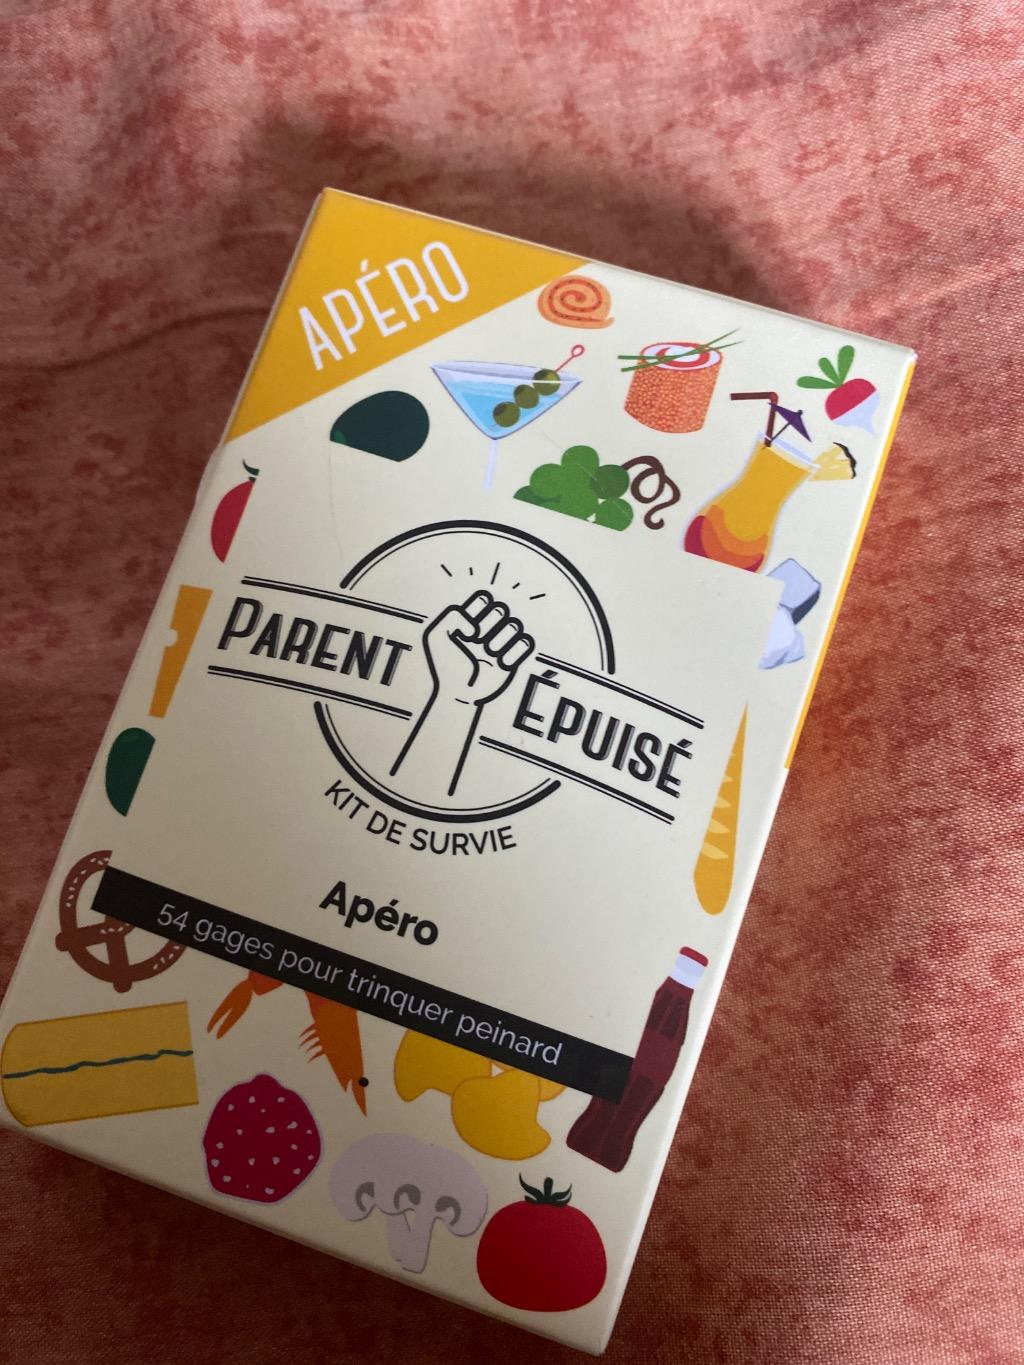 APÉRO
PARENT
ÉPUISÉ
KIT DE SURVIE
Apéro
54 gages pour trinquer peinard